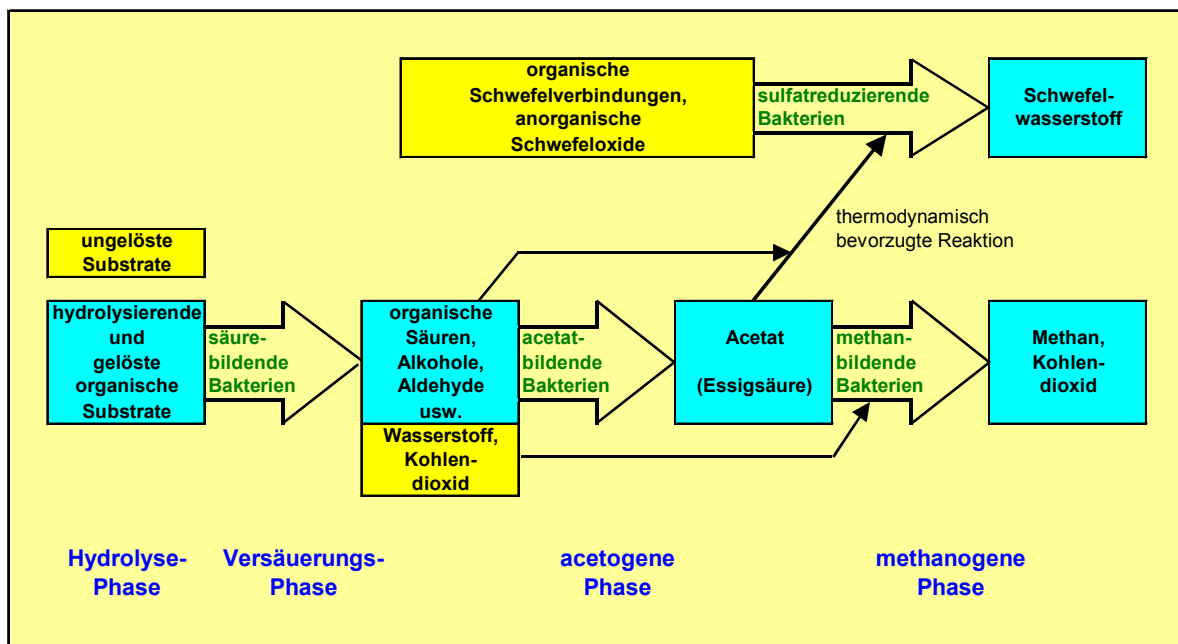 organische
Schwefelverbindungen,
anorganische
Schwefeloxide
sulfatreduzierende
Bakterien
Schwefel-
wasserstoff
thermodynamisch
bevorzugte Reaktion
ungelöste
Substrate
hydrolysierende
und
gelöste
organische
Substrate
säure-
bildende
Bakterien
organische
Säuren,
Alkohole,
Aldehyde
usw.
Wasserstoff,
Kohlen-
dioxid
acetat-
bildende
Bakterien
Acetat
(Essigsäure)
methan-
bildende
Bakterien
Methan,
Kohlen-
dioxid
Hydrolyse-
Phase
Versäuerungs-
Phase
acetogene
Phase
methanogene
Phase